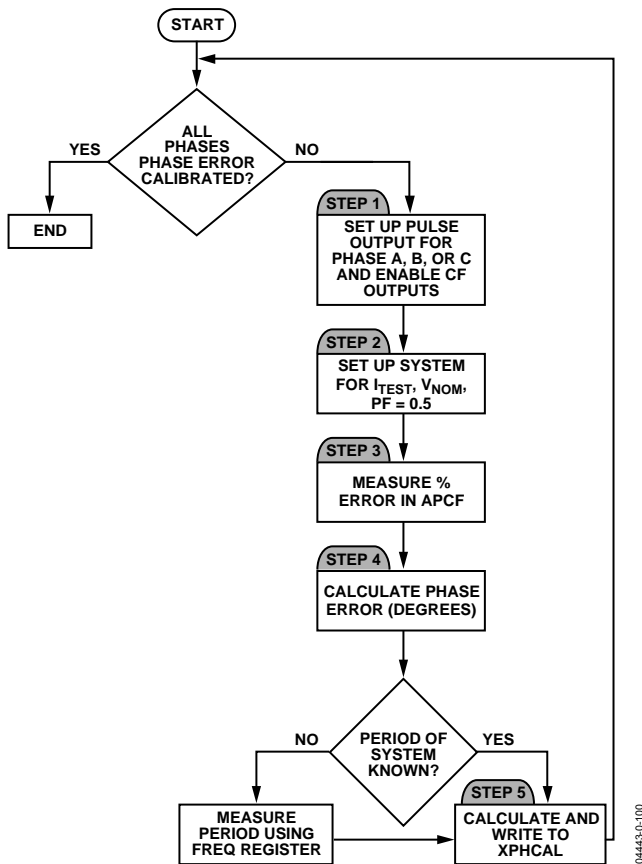 START
ALL
PHASES
PHASE ERROR
CALIBRATED?
YES
NO
END
STEP 1
SET UP PULSE
OUTPUT FOR
PHASE A, B, OR C
AND ENABLE CF
OUTPUTS
STEP 2
SET UP SYSTEM
FOR ITEST, VNOM,
PF = 0.5
STEP 3
MEASURE %
ERROR IN APCF
STEP 4
CALCULATE PHASE
ERROR (DEGREES)
NO
YES
PERIOD OF
SYSTEM
KNOWN?
MEASURE
PERIOD USING
FREQ REGISTER
STEP 5
CALCULATE AND
WRITE TO
XPHCAL
04443-0-100